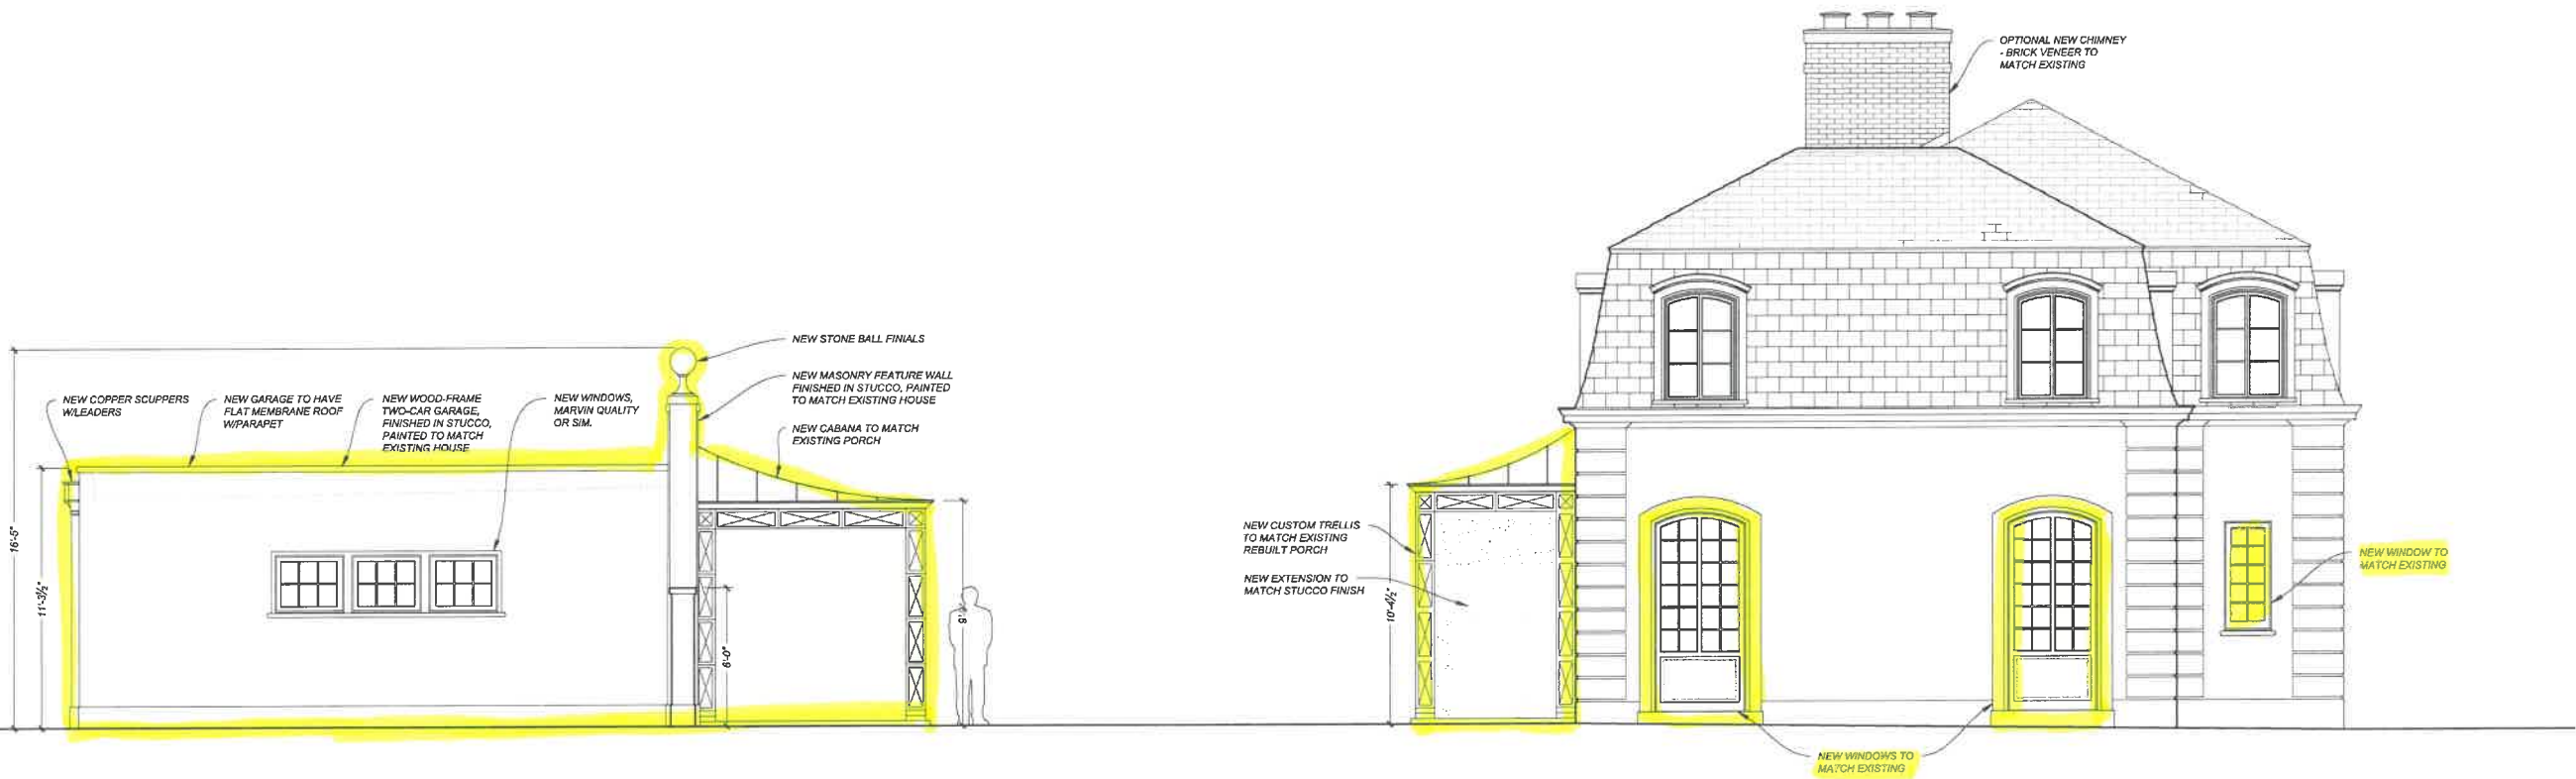 OPTIONAL NEW CHIMNEY
- BRICK VENEER TO
MATCH EXISTING
NEW STONE BALL FINIALS
NEW MASONRY FEATURE WALL
FINISHED IN STUCCO, PAINTED
TO MATCH EXISTING HOUSE
NEW COPPER SCUPPERS
W/LEADERS
NEW GARAGE TO HAVE
FLAT MEMBRANE ROOF
W/PARAPET
NEW WOOD-FRAME
TWO-CAR GARAGE,
FINISHED IN STUCCO,
PAINTED TO MATCH
EXISTING HOUSE
NEW WINDOWS,
MARVIN QUALITY
OR SIM.
NEW CABANA TO MATCH
EXISTING PORCH
16'-5"
11'-3½"
6'-0"
NEW CUSTOM TRELLIS
TO MATCH EXISTING
REBUILT PORCH
NEW EXTENSION TO
MATCH STUCCO FINISH
10'-4½"
NEW WINDOW TO
MATCH EXISTING
NEW WINDOWS TO
MATCH EXISTING